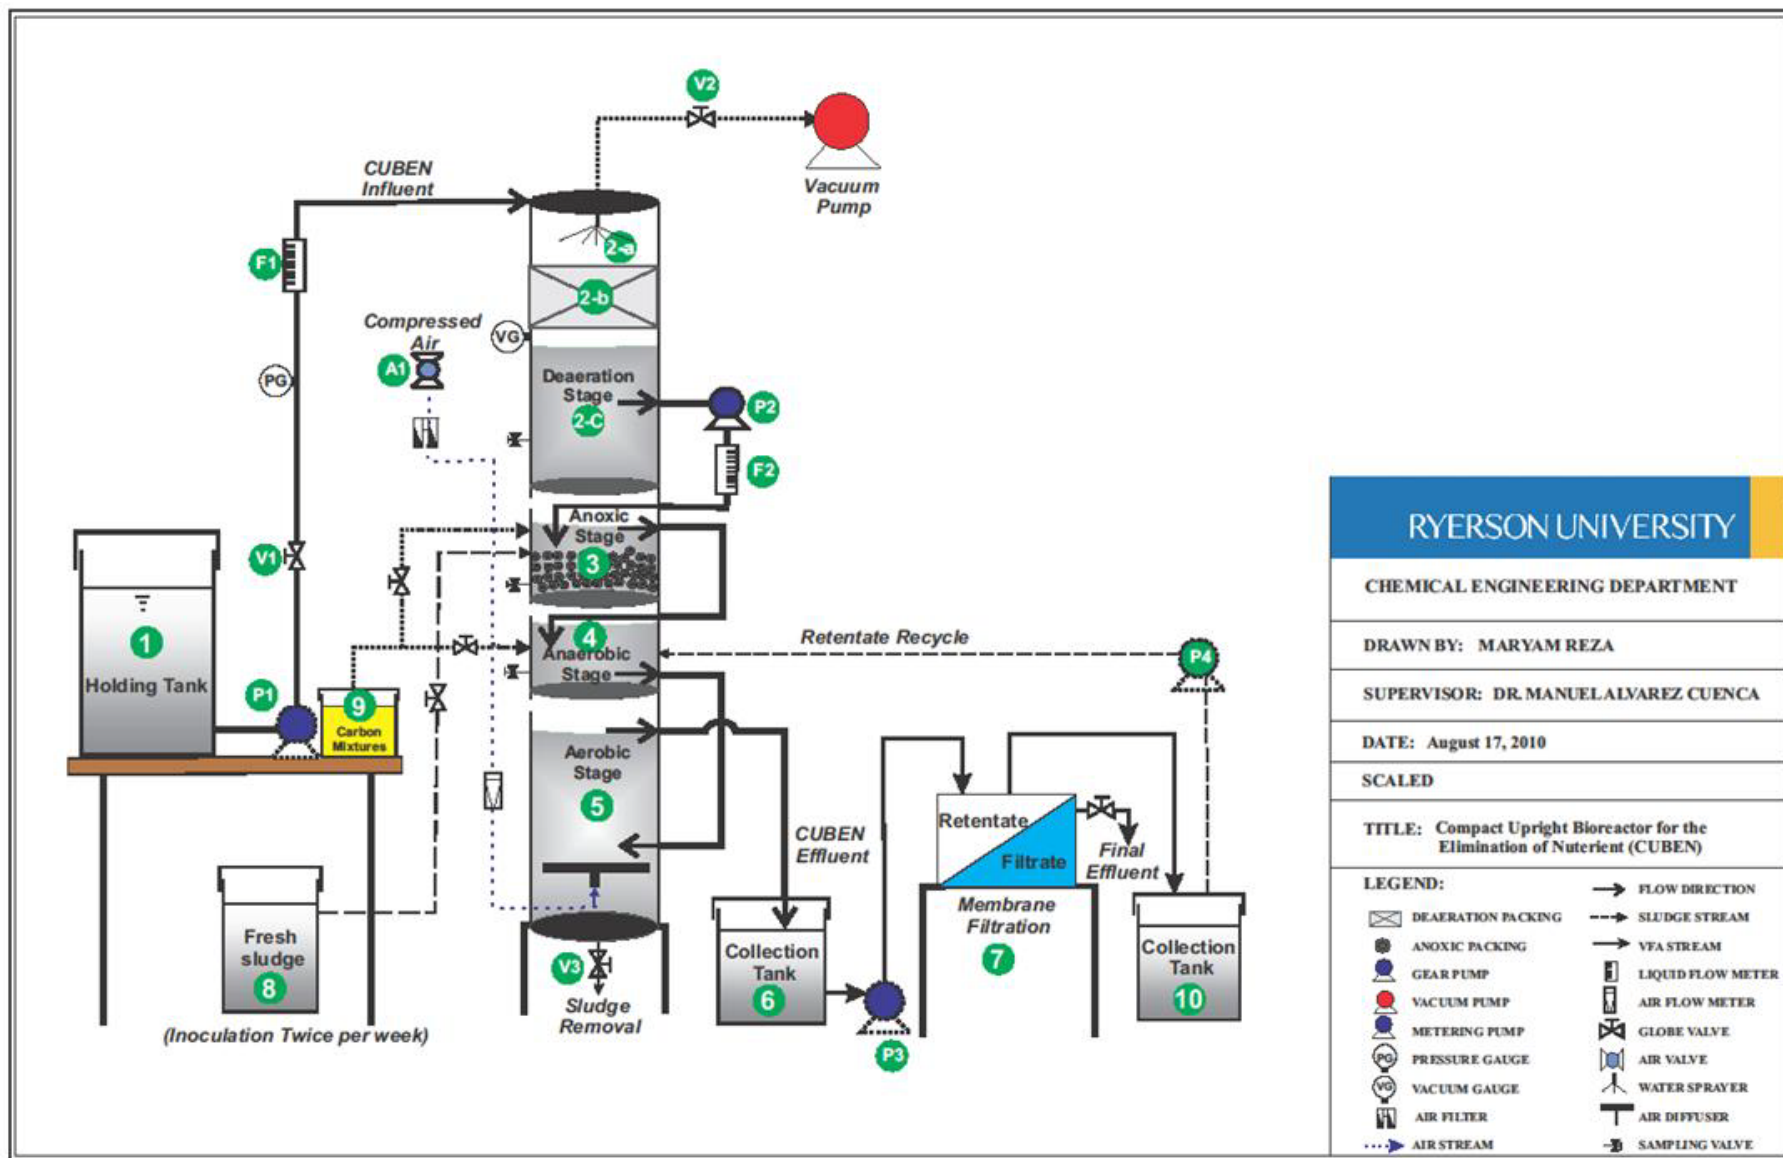 V2
CUBEN
Influent
Vacuum
Pump
2-a
F1
2-b
Compressed
Air
VG
A1
PG
Deaeration
Stage
2-C
P2
F2
Anoxic
Stage
3
V1
4
Anaerobic
Stage
Retentate Recycle
P4
1
Holding Tank
P1
9
Carbon
Mixtures
Aerobic
Stage
5
CUBEN
Effluent
Retentate
Filtrate
Final
Effluent
Membrane
Filtration
7
Fresh
sludge
8
(Inoculation Twice per week)
V3
Sludge
Removal
Collection
Tank
6
P3
Collection
Tank
10
RYERSON UNIVERSITY
CHEMICAL ENGINEERING DEPARTMENT
DRAWN BY: MARYAM REZA
SUPERVISOR: DR. MANUEL ALVAREZ CUENCA
DATE: August 17, 2010
SCALED
TITLE: Compact Upright Bioreactor for the
Elimination of Nuterient (CUBEN)
LEGEND:
DEAERATION PACKING
ANOXIC PACKING
GEAR PUMP
VACUUM PUMP
METERING PUMP
PG PRESSURE GAUGE
VG VACUUM GAUGE
AIR FILTER
AIR STREAM
FLOW DIRECTION
SLUDGE STREAM
VFA STREAM
LIQUID FLOW METER
AIR FLOW METER
GLOBE VALVE
AIR VALVE
WATER SPRAYER
AIR DIFFUSER
SAMPLING VALVE